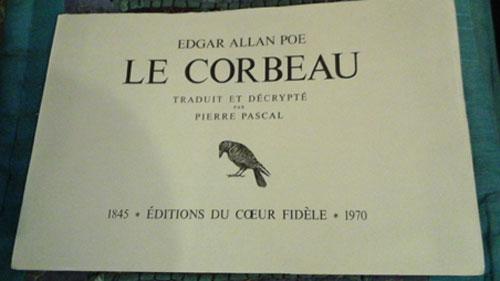 EDGAR ALLAN POE
LE CORBEAU
TRADUIT ET DÉCRYPTÉ
PAR
PIERRE PASCAL
1845 * ÉDITIONS DU CŒUR FIDÈLE * 1970